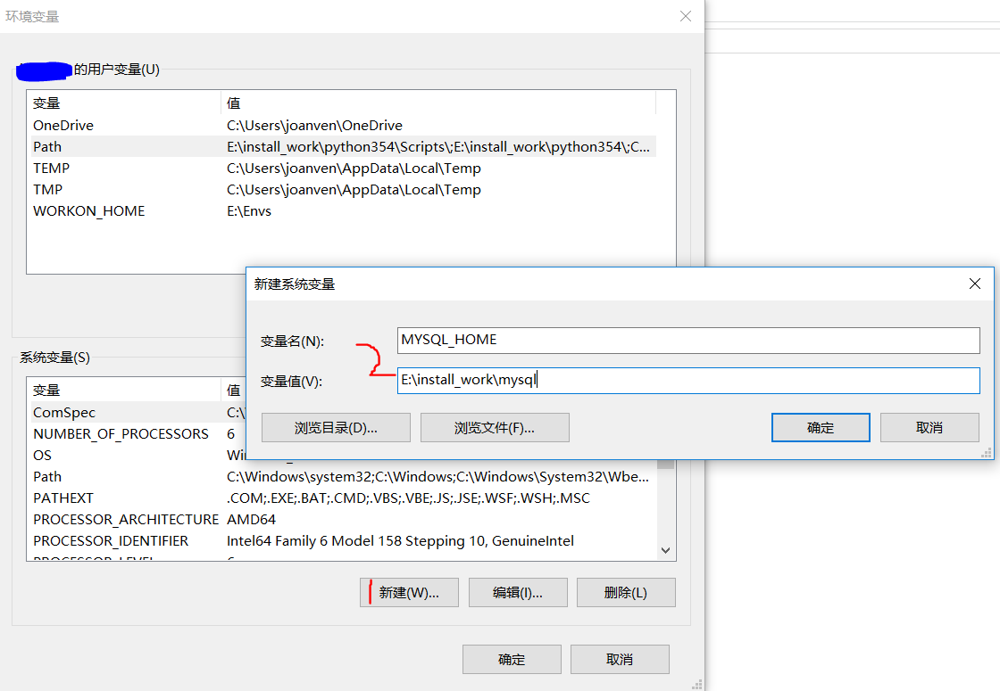 环境变量
的用户变量(U)
变量 值
OneDrive C:\Users\joanven\OneDrive
Path E:\install_work\python354\Scripts\;E:\install_work\python354\;C...
TEMP C:\Users\joanven\AppData\Local\Temp
TMP C:\Users\joanven\AppData\Local\Temp
WORKON_HOME E:\Envs
新建系统变量
变量名(N): MYSQL_HOME
变量值(V): E:\install_work\mysql
浏览目录(D)... 浏览文件(F)... 确定 取消
系统变量(S)
变量 值
ComSpec C:\
NUMBER_OF_PROCESSORS 6
OS
Path C:\Windows\system32;C:\Windows;C:\Windows\System32\Wbe...
PATHEXT .COM;.EXE;.BAT;.CMD;.VBS;.VBE;.JS;.JSE;.WSF;.WSH;.MSC
PROCESSOR_ARCHITECTURE AMD64
PROCESSOR_IDENTIFIER Intel64 Family 6 Model 158 Stepping 10, GenuineIntel
1 新建(W)... 编辑(I)... 删除(L)
确定 取消
2